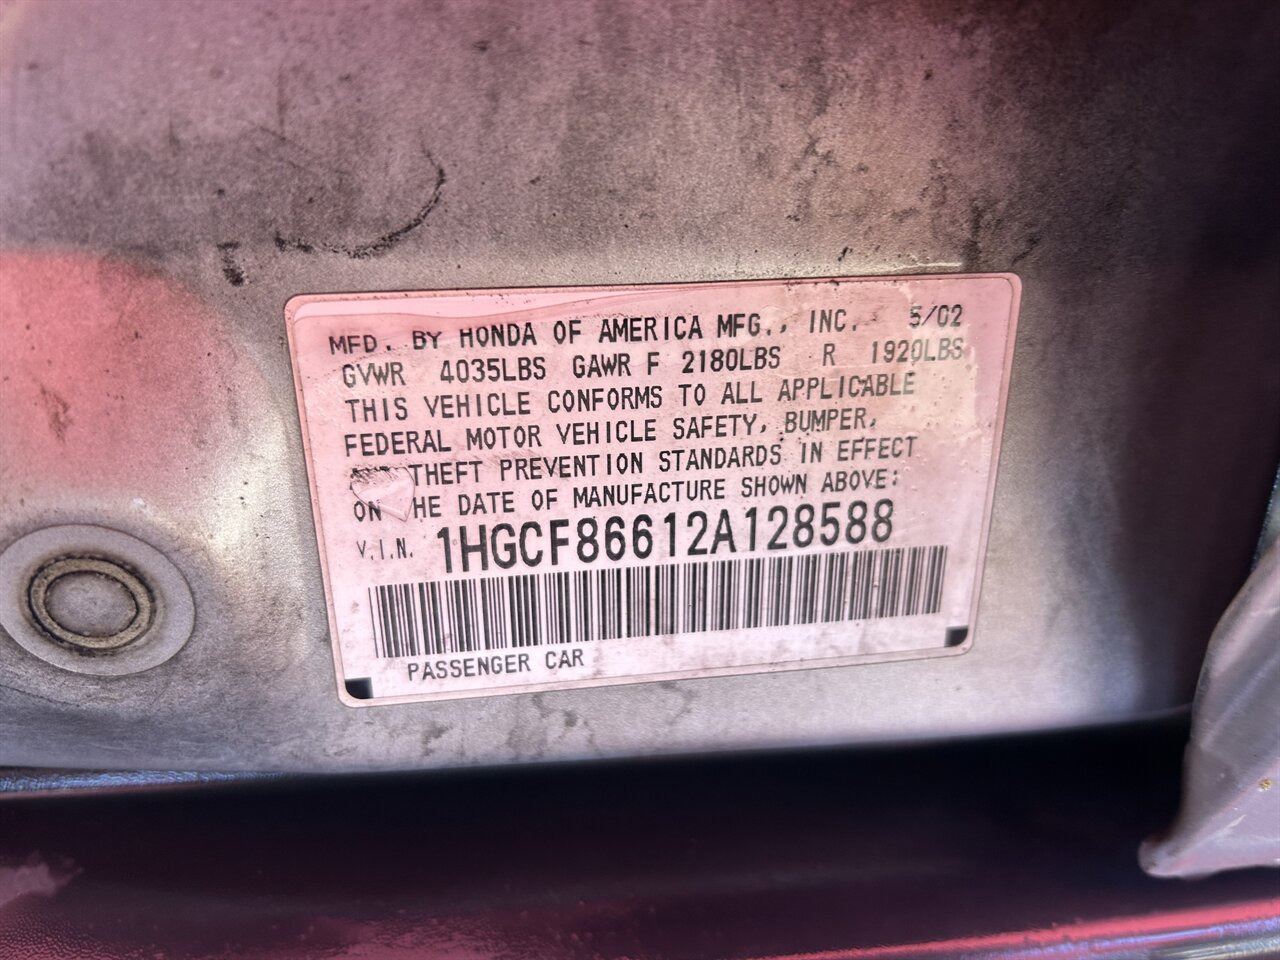 MFD. BY HONDA OF AMERICA MFG., INC. 5/02
GVWR 4035LBS GAWR F 2180LBS R 1920LBS
THIS VEHICLE CONFORMS TO ALL APPLICABLE
FEDERAL MOTOR VEHICLE SAFETY, BUMPER,
THEFT PREVENTION STANDARDS IN EFFECT
ON HE DATE OF MANUFACTURE SHOWN ABOVE:
V.I.N. 1HGCF86612A128588
PASSENGER CAR